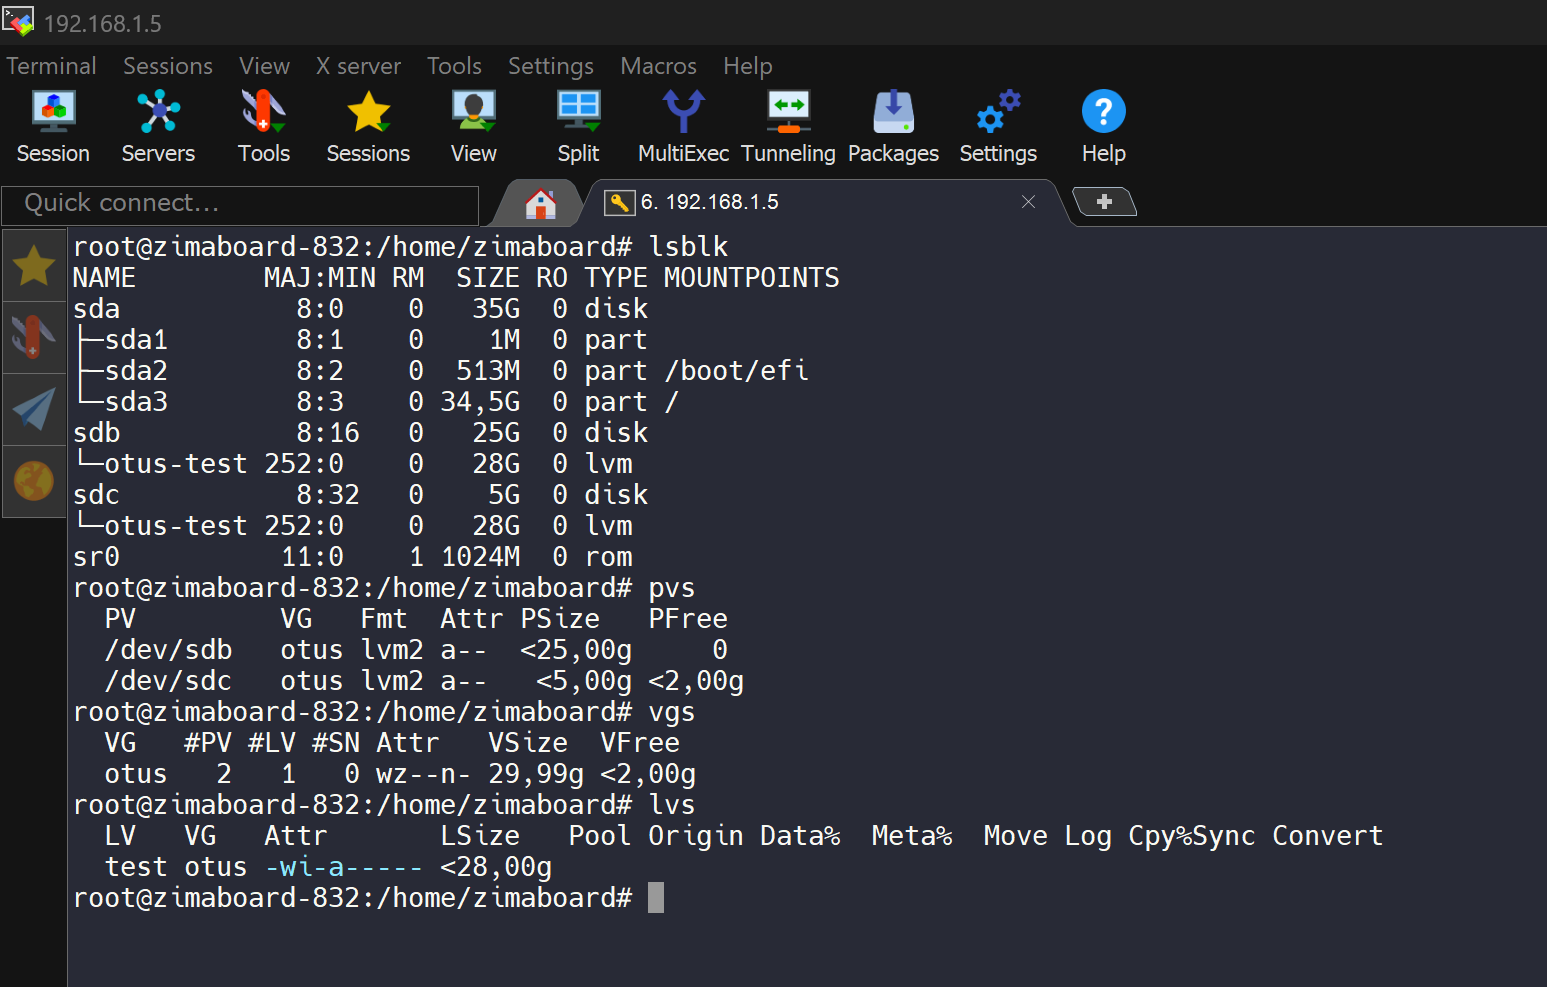 192.168.1.5
Terminal Sessions View X server Tools Settings Macros Help
Session Servers Tools Sessions View Split MultiExec Tunneling Packages Settings Help
Quick connect... 6. 192.168.1.5
root@zimaboard-832:/home/zimaboard# lsblk
NAME        MAJ:MIN RM   SIZE RO TYPE MOUNTPOINTS
sda           8:0    0    35G  0 disk
├─sda1        8:1    0     1M  0 part
├─sda2        8:2    0   513M  0 part /boot/efi
└─sda3        8:3    0  34,5G  0 part /
sdb           8:16   0    25G  0 disk
└─otus-test 252:0    0    28G  0 lvm
sdc           8:32   0     5G  0 disk
└─otus-test 252:0    0    28G  0 lvm
sr0          11:0    1  1024M  0 rom
root@zimaboard-832:/home/zimaboard# pvs
  PV         VG   Fmt  Attr PSize   PFree
  /dev/sdb   otus lvm2 a--  <25,00g     0
  /dev/sdc   otus lvm2 a--   <5,00g <2,00g
root@zimaboard-832:/home/zimaboard# vgs
  VG   #PV #LV #SN Attr   VSize  VFree
  otus   2   1   0 wz--n- 29,99g <2,00g
root@zimaboard-832:/home/zimaboard# lvs
  LV   VG   Attr       LSize   Pool Origin Data%  Meta%  Move Log Cpy%Sync Convert
  test otus -wi-a----- <28,00g
root@zimaboard-832:/home/zimaboard#